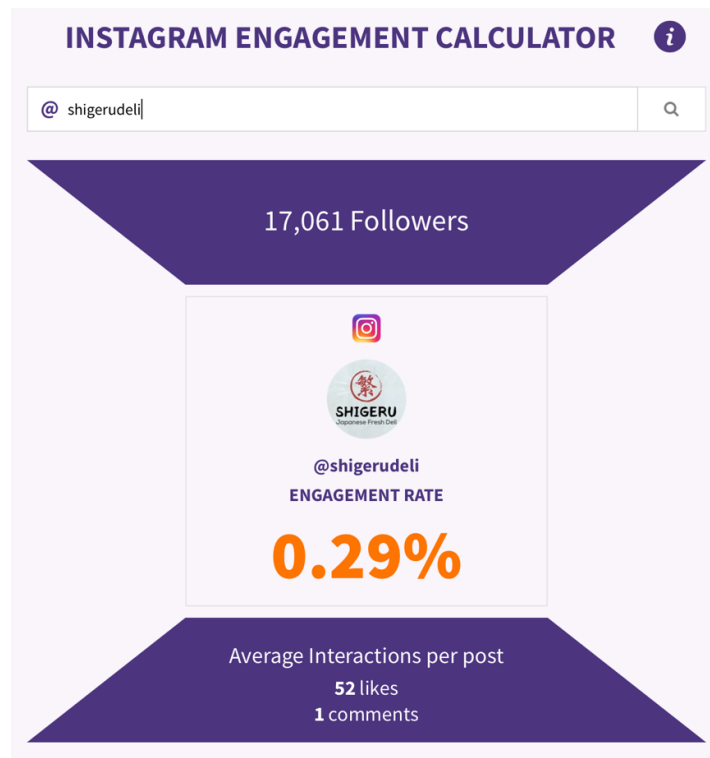 INSTAGRAM ENGAGEMENT CALCULATOR i
@ shigerudeli
17,061 Followers
繁
SHIGERU
Japanese Fresh Deli
@shigerudeli
ENGAGEMENT RATE
0.29%
Average Interactions per post
52 likes
1 comments